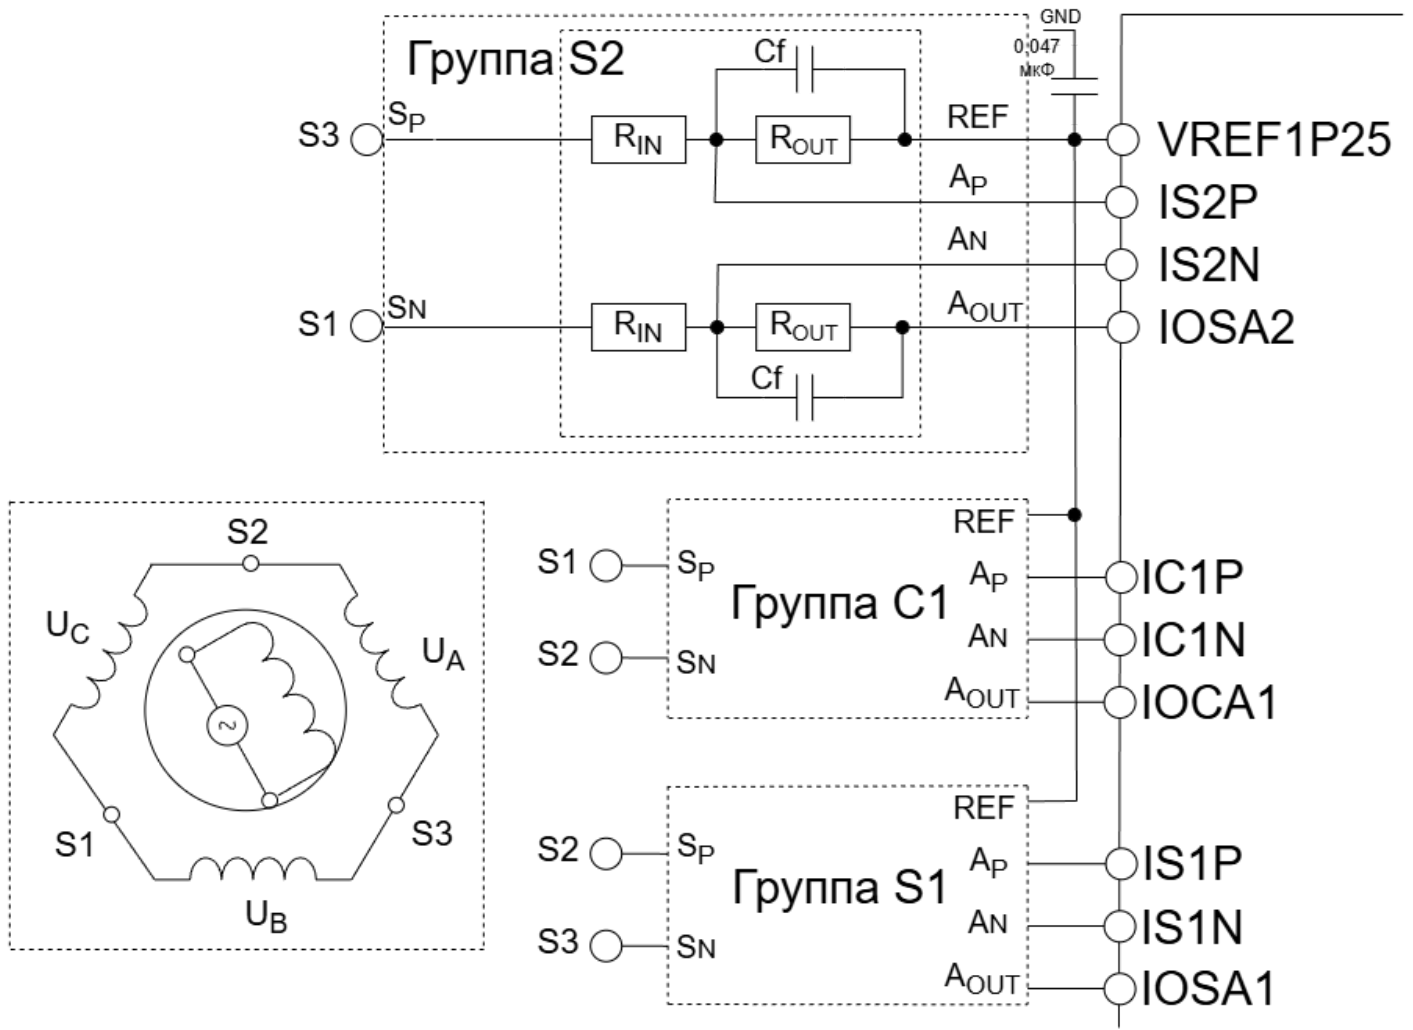 GND
0,047
мкФ
Группа S2
Cf
SP
S3
RIN
ROUT
REF
VREF1P25
AP
IS2P
AN
IS2N
SN
S1
RIN
ROUT
AOUT
IOSA2
Cf
S2
UC
UA
S1
S3
UB
REF
S1
SP
AP
IC1P
Группа C1
S2
SN
AN
IC1N
AOUT
IOCA1
REF
S2
SP
AP
IS1P
Группа S1
S3
SN
AN
IS1N
AOUT
IOSA1